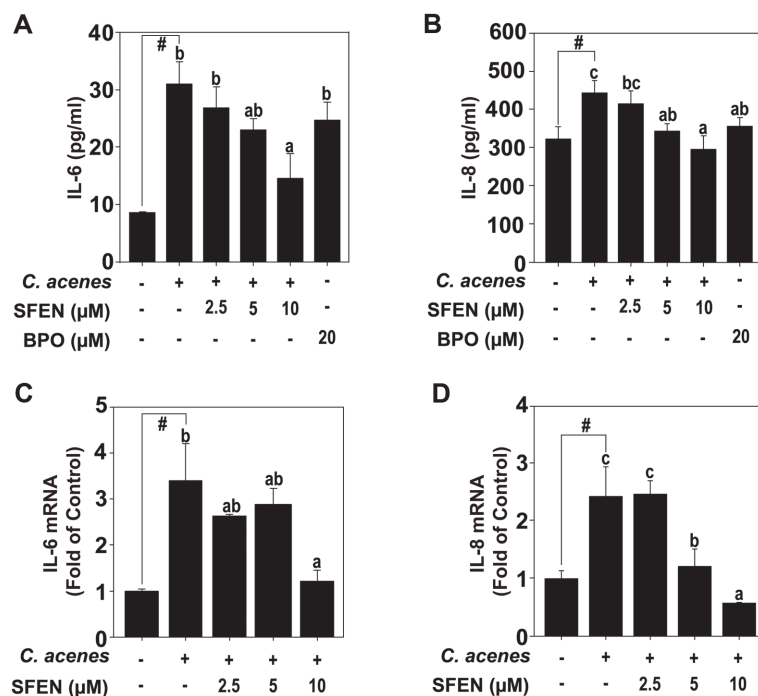 A
IL-6 (pg/ml)
40
30
20
10
0
#
b
b
ab
a
b
C. acenes - + + + + -
SFEN (µM) - - 2.5 5 10 -
BPO (µM) - - - - - 20
B
IL-8 (pg/ml)
600
500
400
300
200
100
0
#
c
bc
ab
a
ab
C. acenes - + + + + -
SFEN (µM) - - 2.5 5 10 -
BPO (µM) - - - - - 20
C
IL-6 mRNA
(Fold of Control)
5
4
3
2
1
0
#
b
ab
ab
a
C. acenes - + + + +
SFEN (µM) - - 2.5 5 10
D
IL-8 mRNA
(Fold of Control)
4
3
2
1
0
#
c
c
b
a
C. acenes - + + + +
SFEN (µM) - - 2.5 5 10